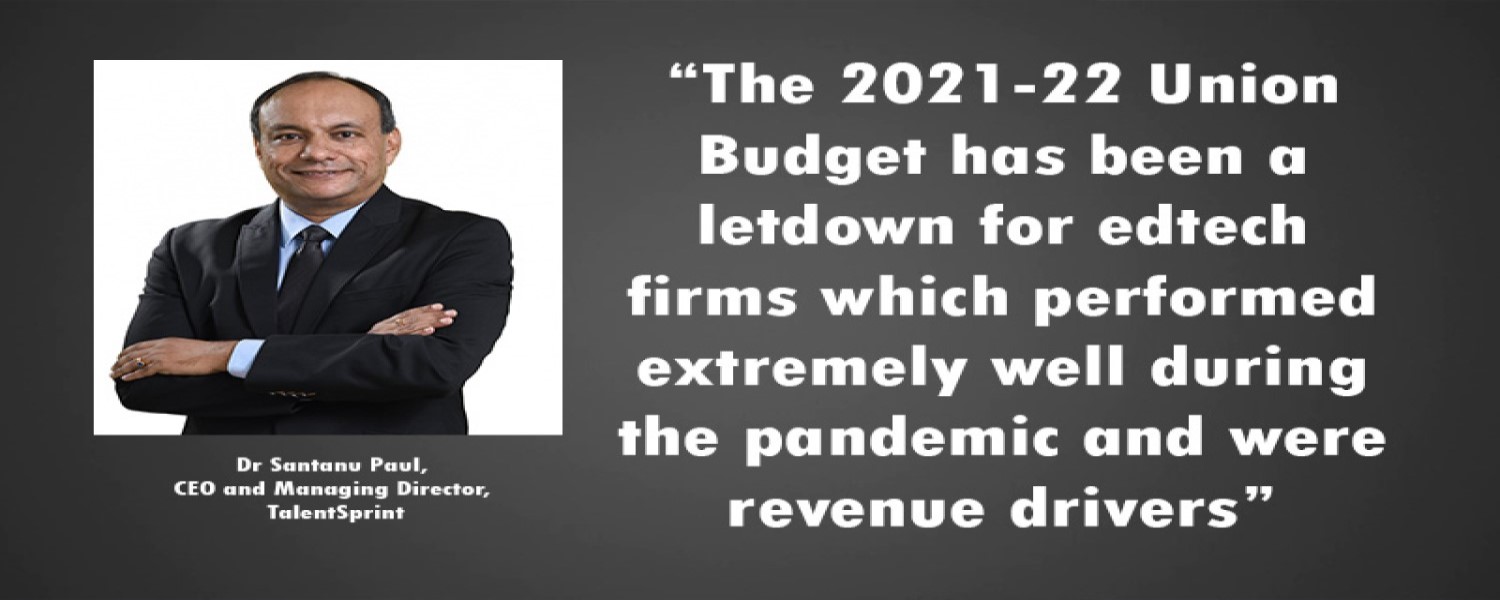 “The 2021-22 Union
Budget has been a
letdown for edtech
firms which performed
extremely well during
the pandemic and were
revenue drivers”
Dr Santanu Paul,
CEO and Managing Director,
TalentSprint